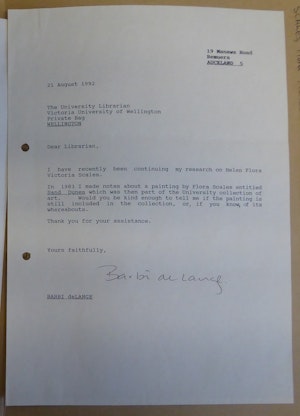 19 Manawa Road
Remuera
AUCKLAND 5
21 August 1992
The University Librarian
Victoria University of Wellington
Private Bag
WELLINGTON
Dear Librarian,
I have recently been continuing my research on Helen Flora
Victoria Scales.
In 1983 I made notes about a painting by Flora Scales entitled
Sand Dunes which was then part of the University collection of
art. Would you be kind enough to tell me if the painting is
still included in the collection, or, if you know, of its
whereabouts.
Thank you for your assistance.
Yours faithfully,
Barbi de Lange
BARBI deLANGE